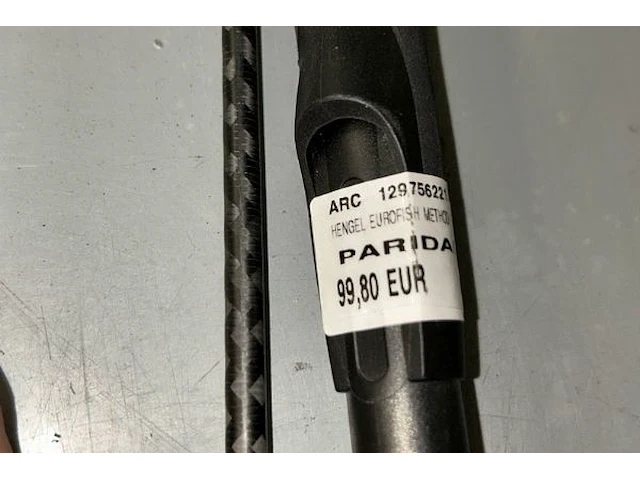 ARC 129756221
HENGEL EUROFISH METHOD
PARIDA
99,80 EUR